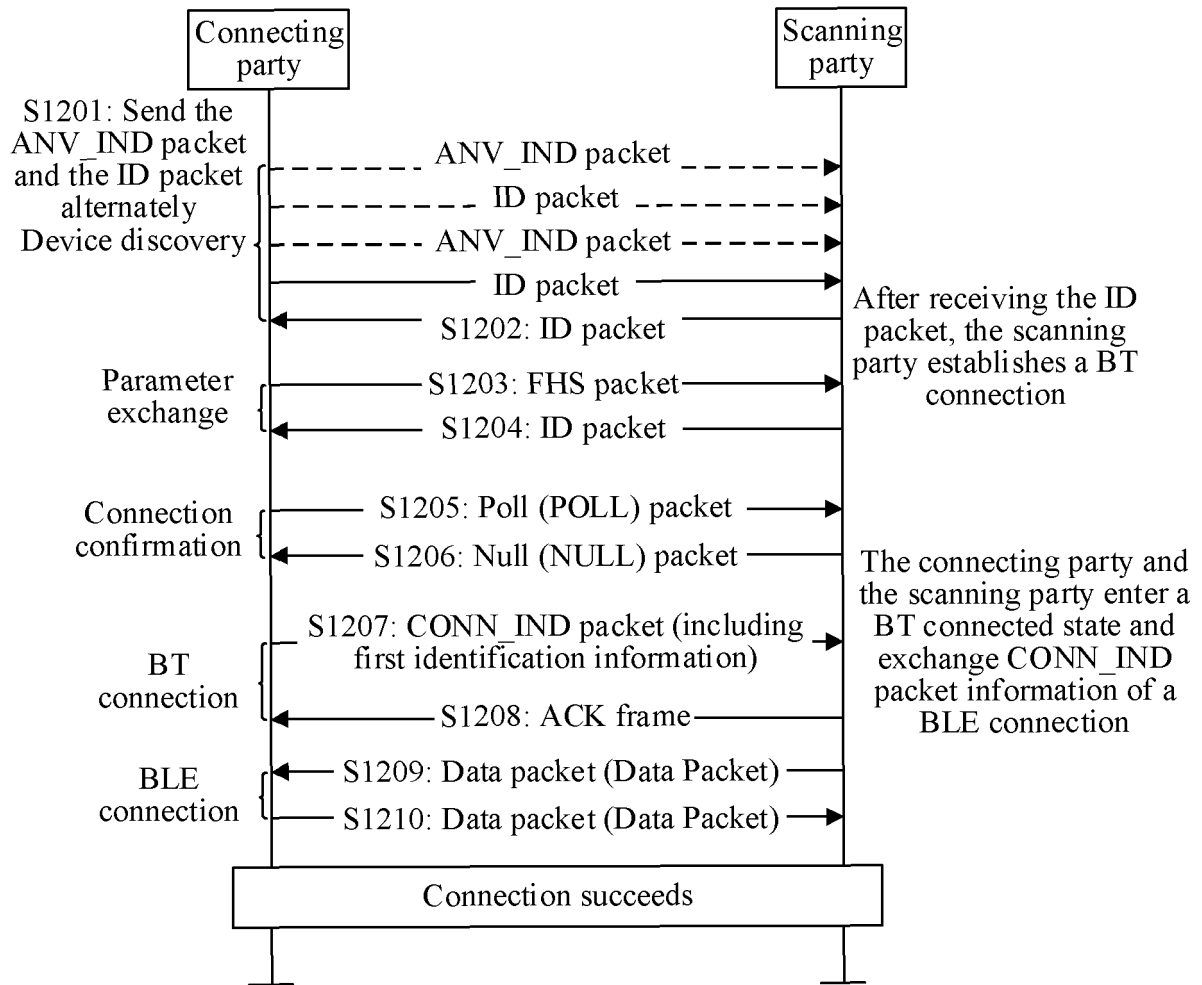 Connecting
party
Scanning
party
S1201: Send the
ANV_IND packet
and the ID packet
alternately
Device discovery
ANV_IND packet
ID packet
ANV_IND packet
ID packet
S1202: ID packet
After receiving the ID
packet, the scanning
party establishes a BT
connection
Parameter
exchange
S1203: FHS packet
S1204: ID packet
Connection
confirmation
S1205: Poll (POLL) packet
S1206: Null (NULL) packet
The connecting party and
the scanning party enter a
BT connected state and
exchange CONN_IND
packet information of a
BLE connection
BT
connection
S1207: CONN_IND packet (including
first identification information)
S1208: ACK frame
BLE
connection
S1209: Data packet (Data Packet)
S1210: Data packet (Data Packet)
Connection succeeds